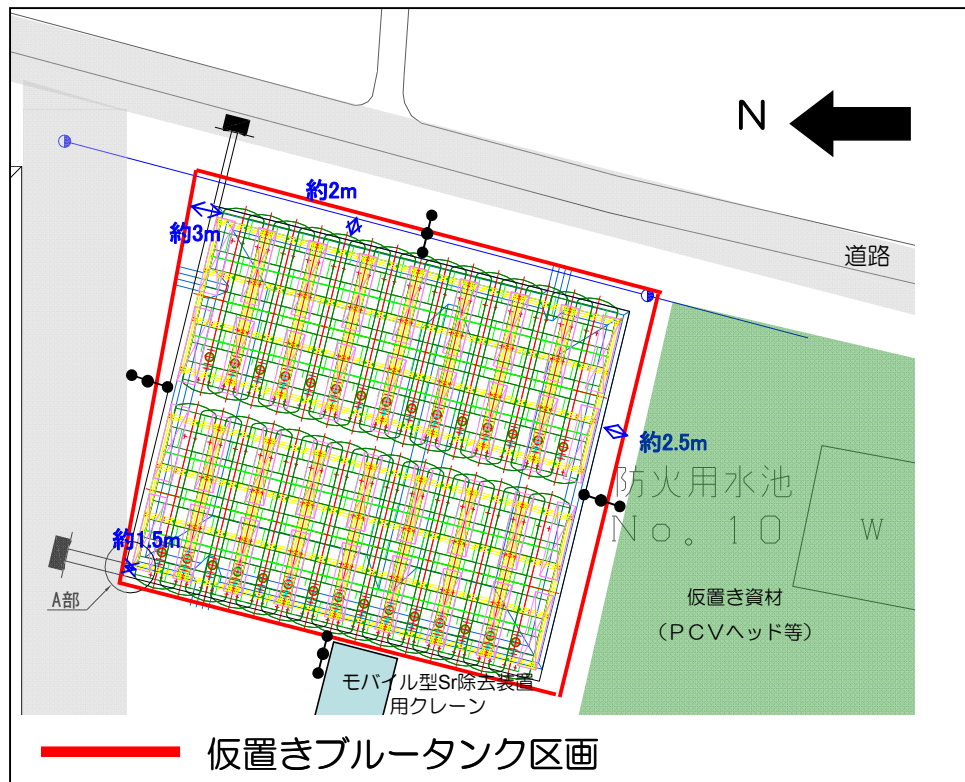 N
約2m
約3m
道路
約2.5m
防火用水池
No. 10 W
約1.5m
A部
仮置き資材
(PCVヘッド等)
モバイル型Sr除去装置
用クレーン
仮置きブルータンク区画